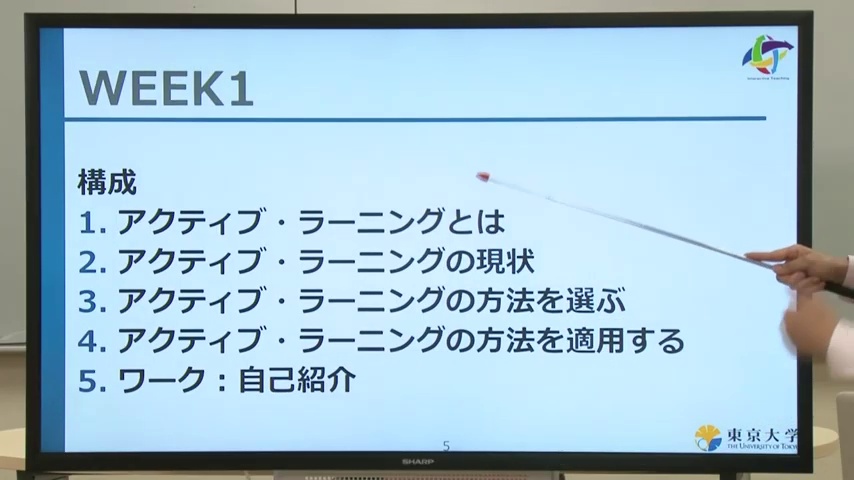 WEEK1
Interactive Teaching
構成
1. アクティブ・ラーニングとは
2. アクティブ・ラーニングの現状
3. アクティブ・ラーニングの方法を選ぶ
4. アクティブ・ラーニングの方法を適用する
5. ワーク：自己紹介
5
東京大学
THE UNIVERSITY OF TOKYO
SHARP